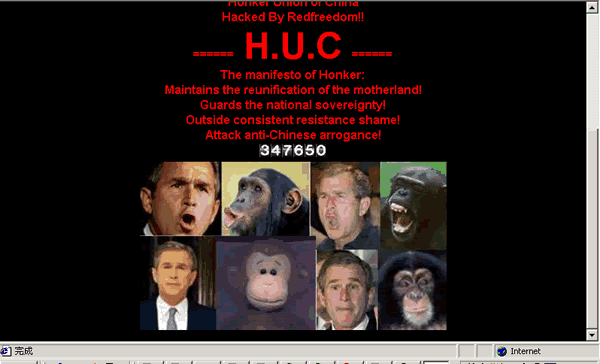 Honker Union of China
Hacked By Redfreedom!!
------ H.U.C ------
The manifesto of Honker:
Maintains the reunification of the motherland!
Guards the national sovereignty!
Outside consistent resistance shame!
Attack anti-Chinese arrogance!
347650
完成
Internet